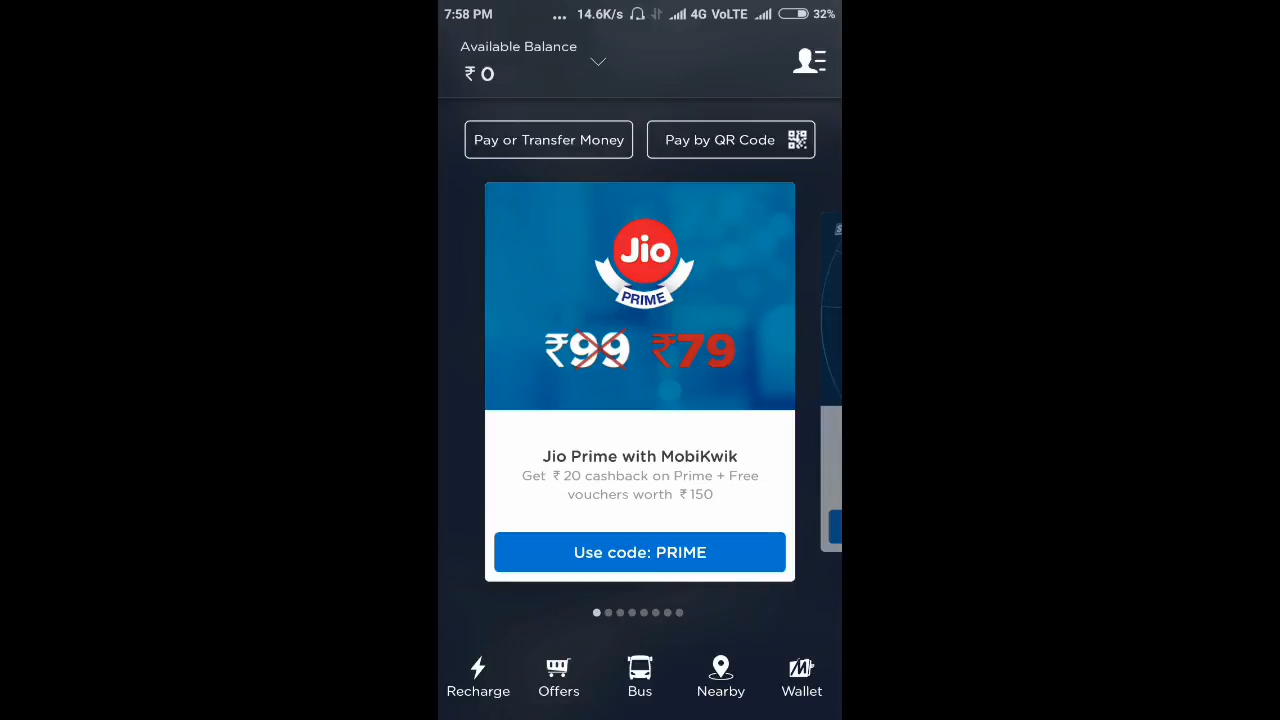 7:58 PM ... 14.6K/s 4G VoLTE 32%
Available Balance
₹ 0
Pay or Transfer Money
Pay by QR Code
Jio
PRIME
₹99 ₹79
Jio Prime with MobiKwik
Get ₹ 20 cashback on Prime + Free
vouchers worth ₹ 150
Use code: PRIME
Recharge
Offers
Bus
Nearby
Wallet